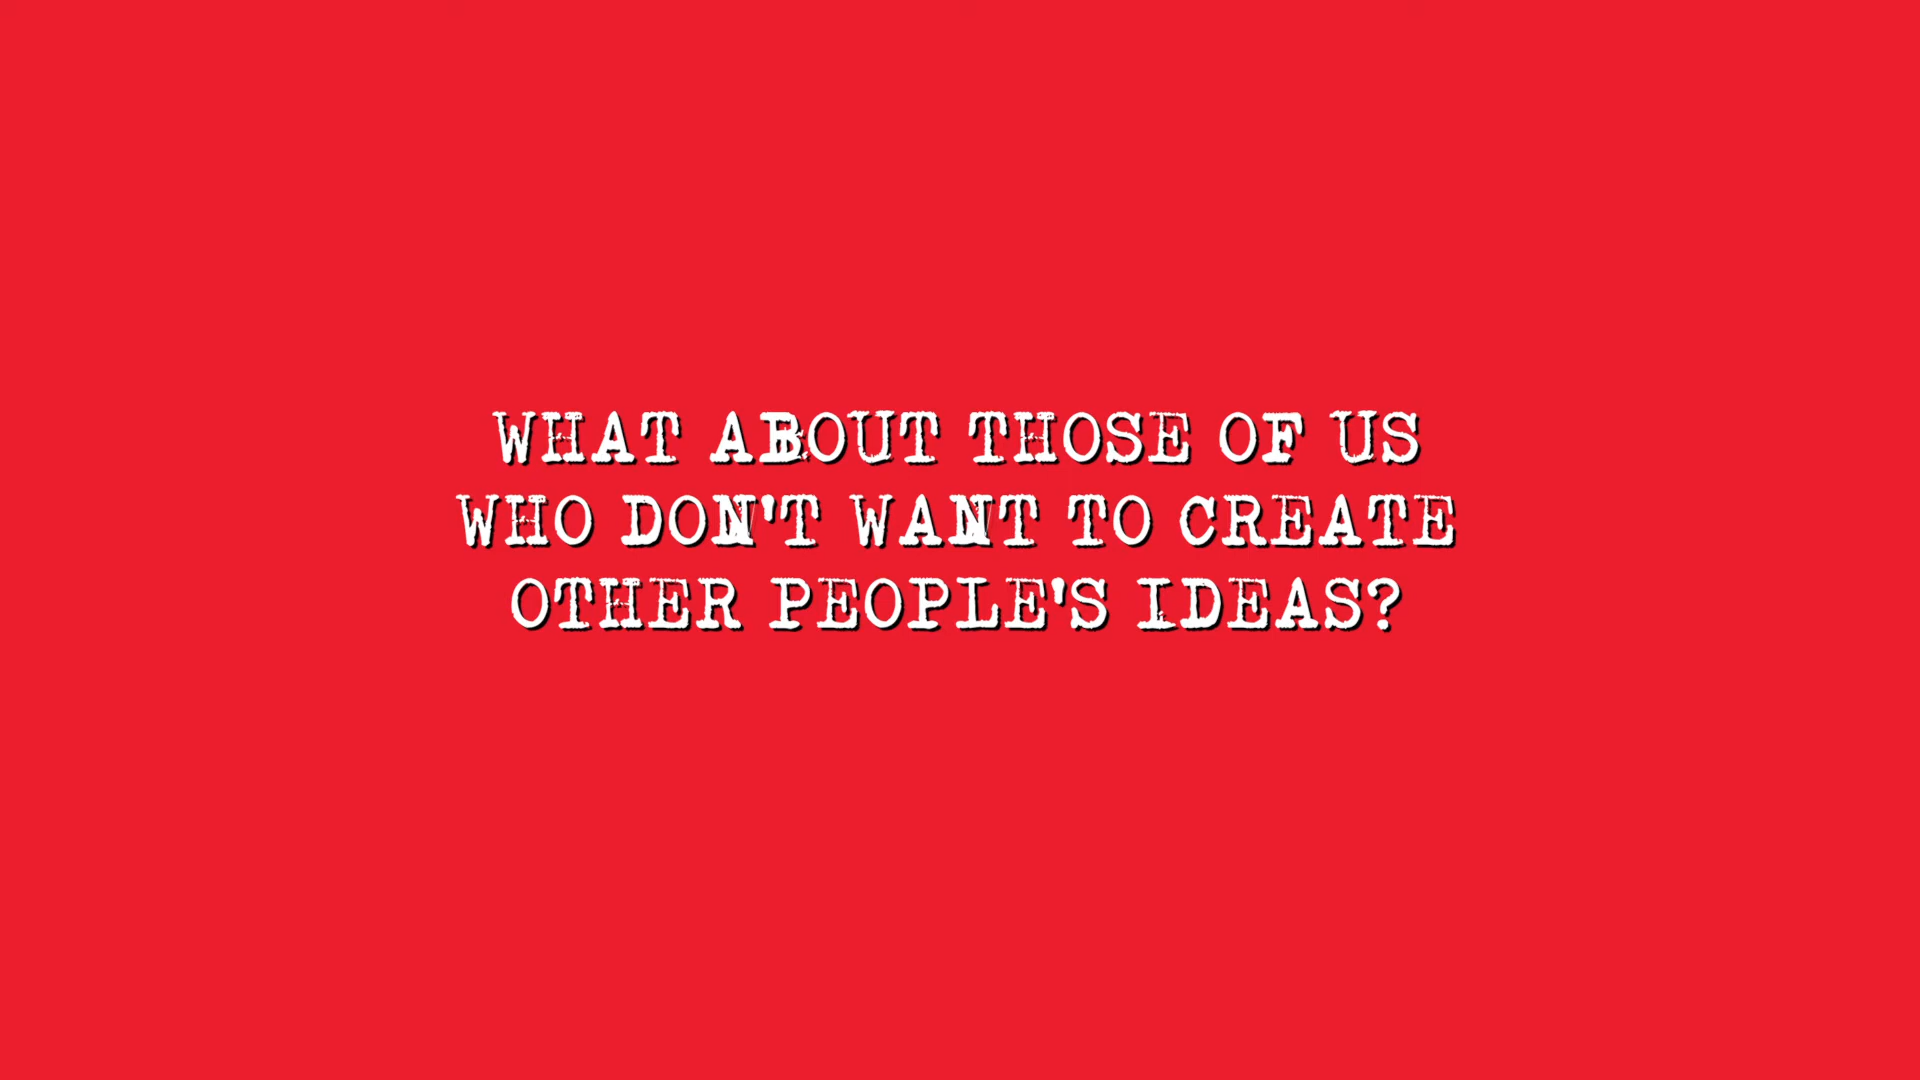 WHAT ABOUT THOSE OF US
WHO DON'T WANT TO CREATE
OTHER PEOPLE'S IDEAS?